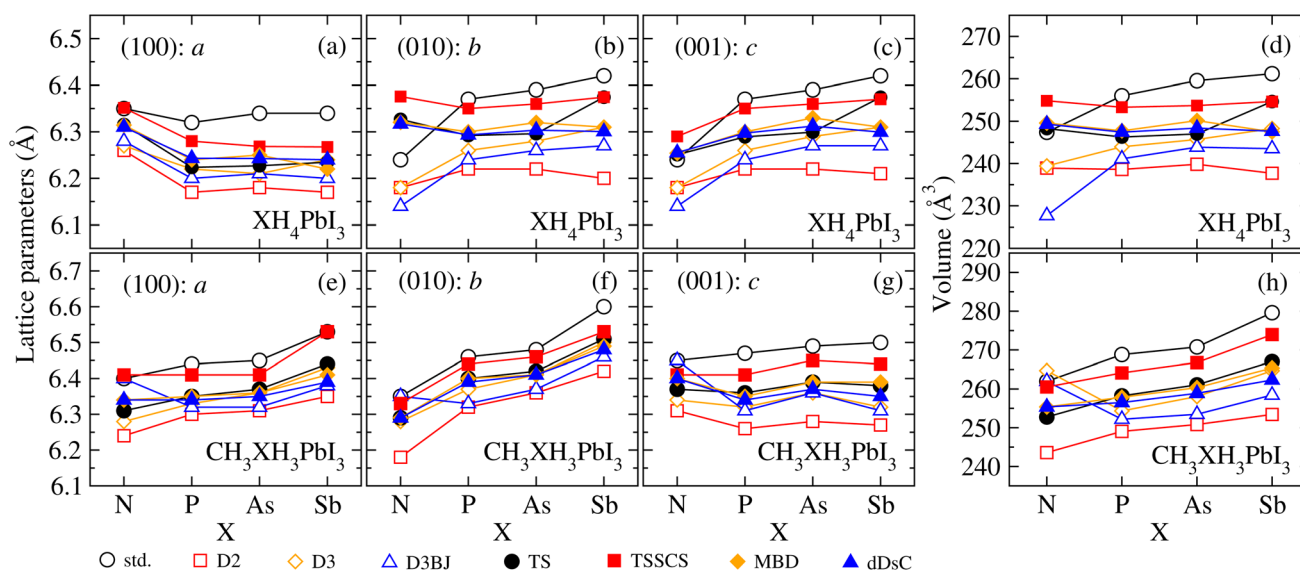 (100): a (a)
(010): b (b)
(001): c (c)
(d)
6.5
6.4
6.3
6.2
6.1
XH₄PbI₃
XH₄PbI₃
XH₄PbI₃
270
260
250
240
230
220
XH₄PbI₃
Lattice parameters (Å)
Volume (Å³)
(100): a (e)
(010): b (f)
(001): c (g)
(h)
6.7
6.6
6.5
6.4
6.3
6.2
6.1
CH₃XH₃PbI₃
CH₃XH₃PbI₃
CH₃XH₃PbI₃
290
280
270
260
250
240
CH₃XH₃PbI₃
N P As Sb
N P As Sb
N P As Sb
N P As Sb
X
X
X
X
std. D2 D3 D3BJ TS TSSCS MBD dDsC